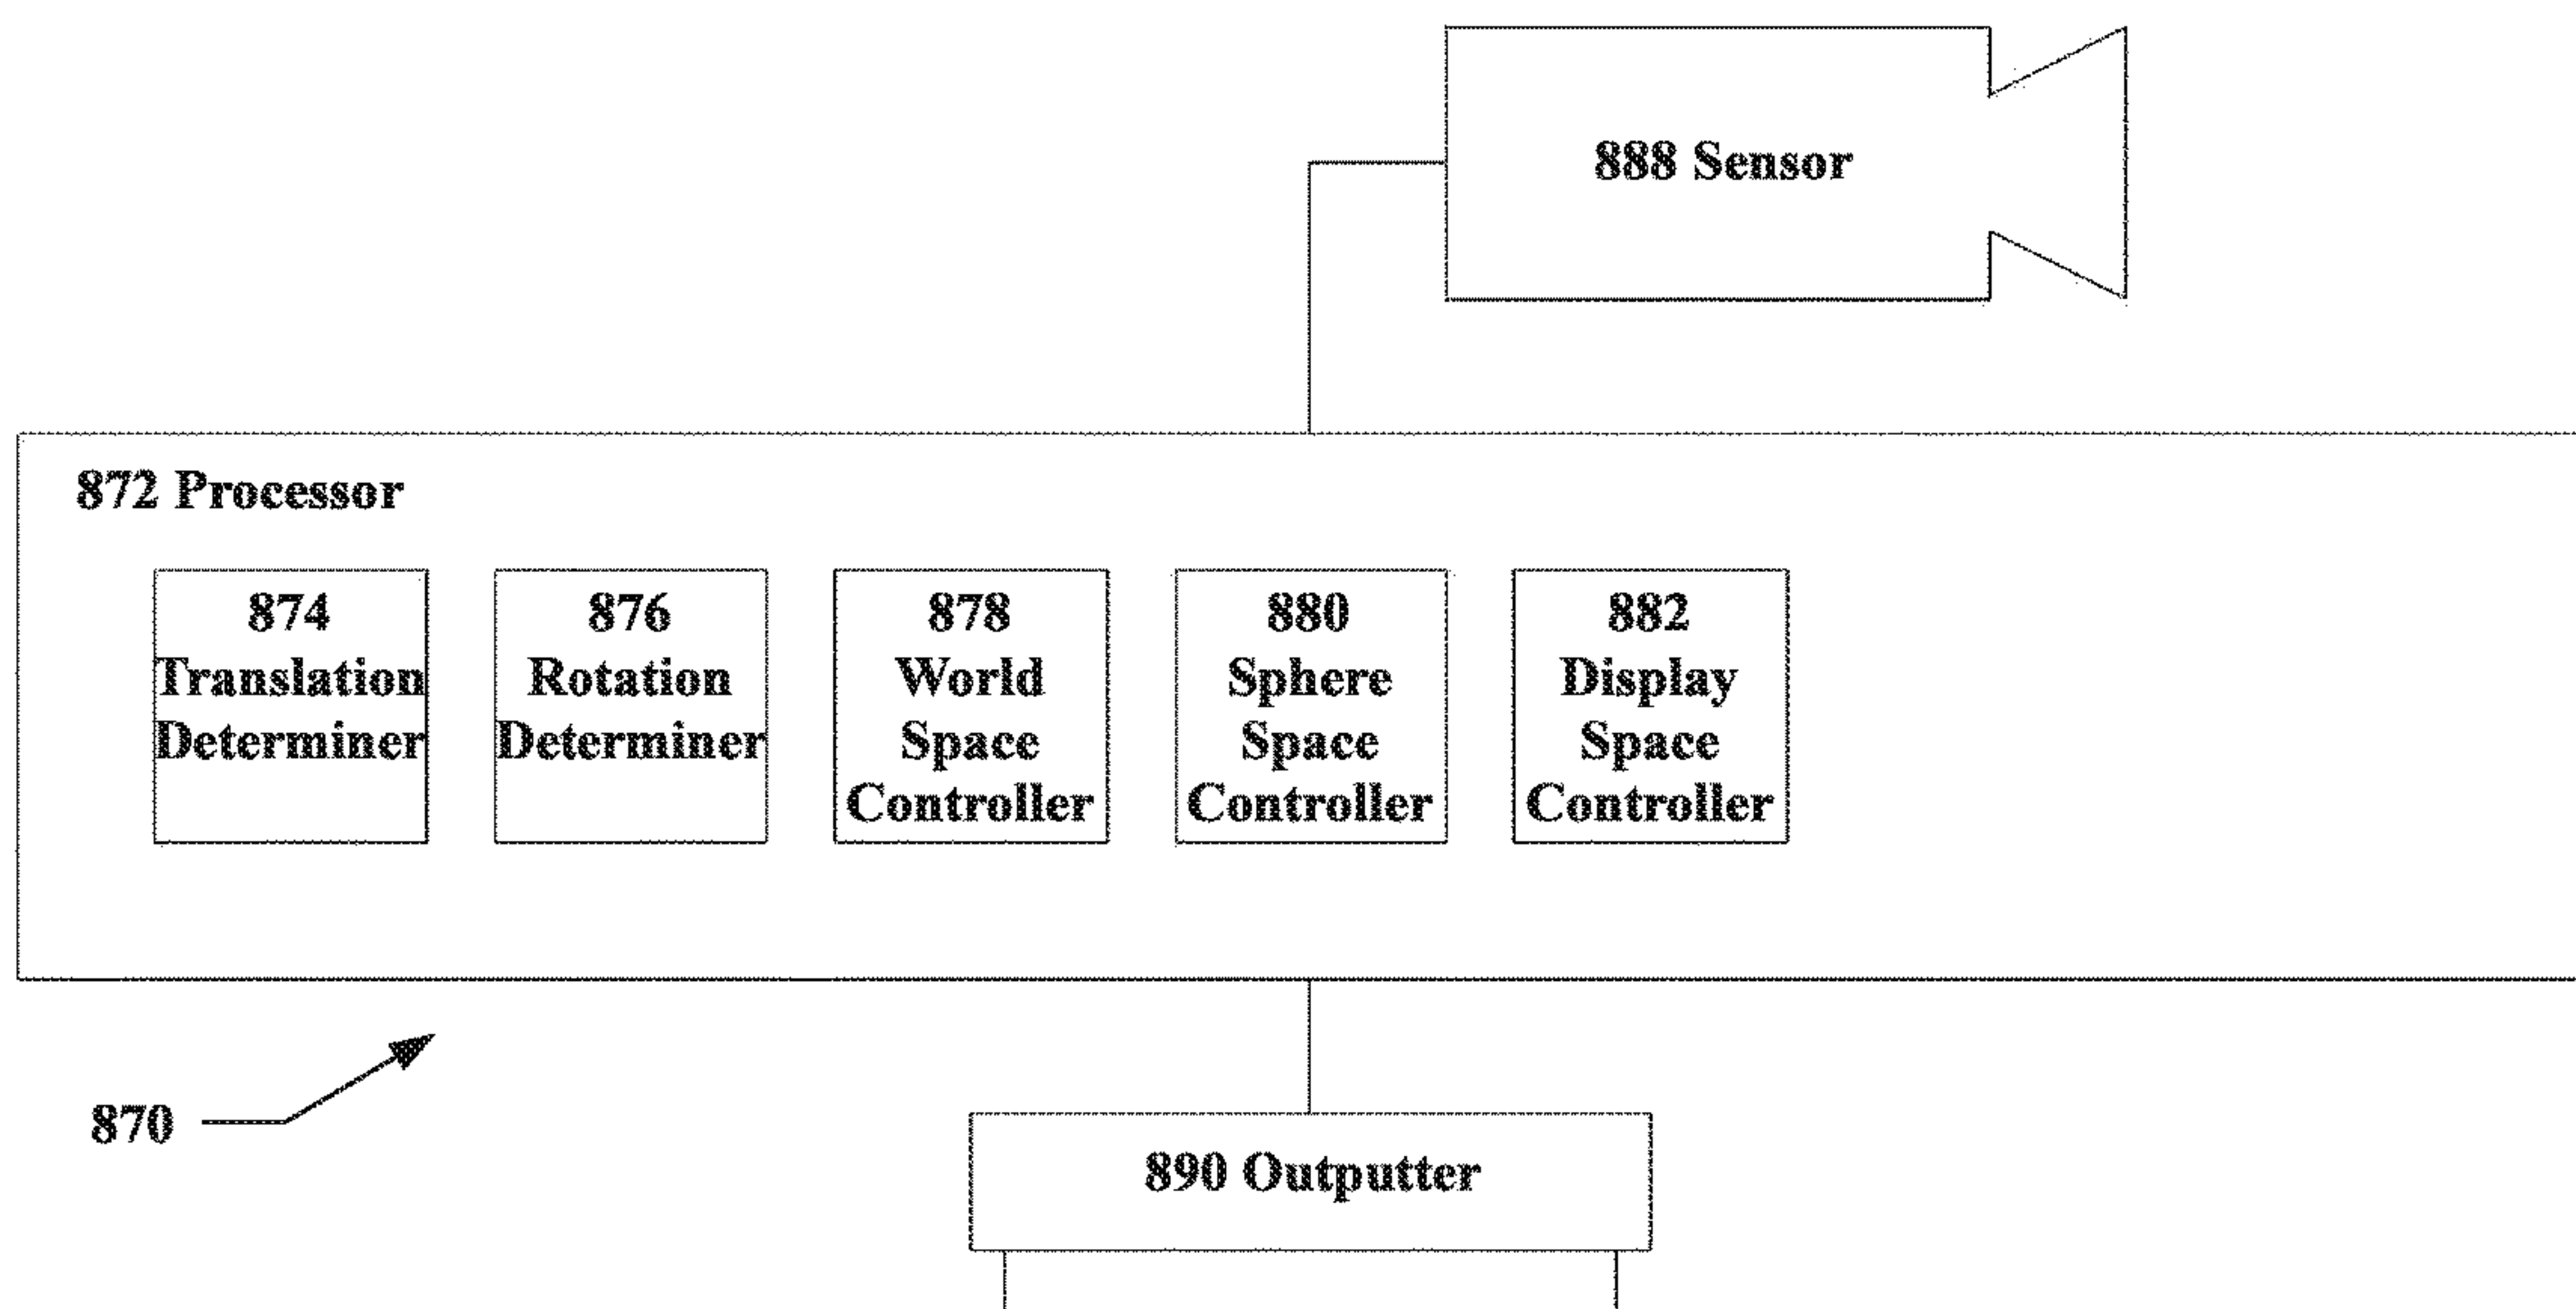 888 Sensor
872 Processor
874
Translation
Determiner
876
Rotation
Determiner
878
World
Space
Controller
880
Sphere
Space
Controller
882
Display
Space
Controller
870
890 Outputter